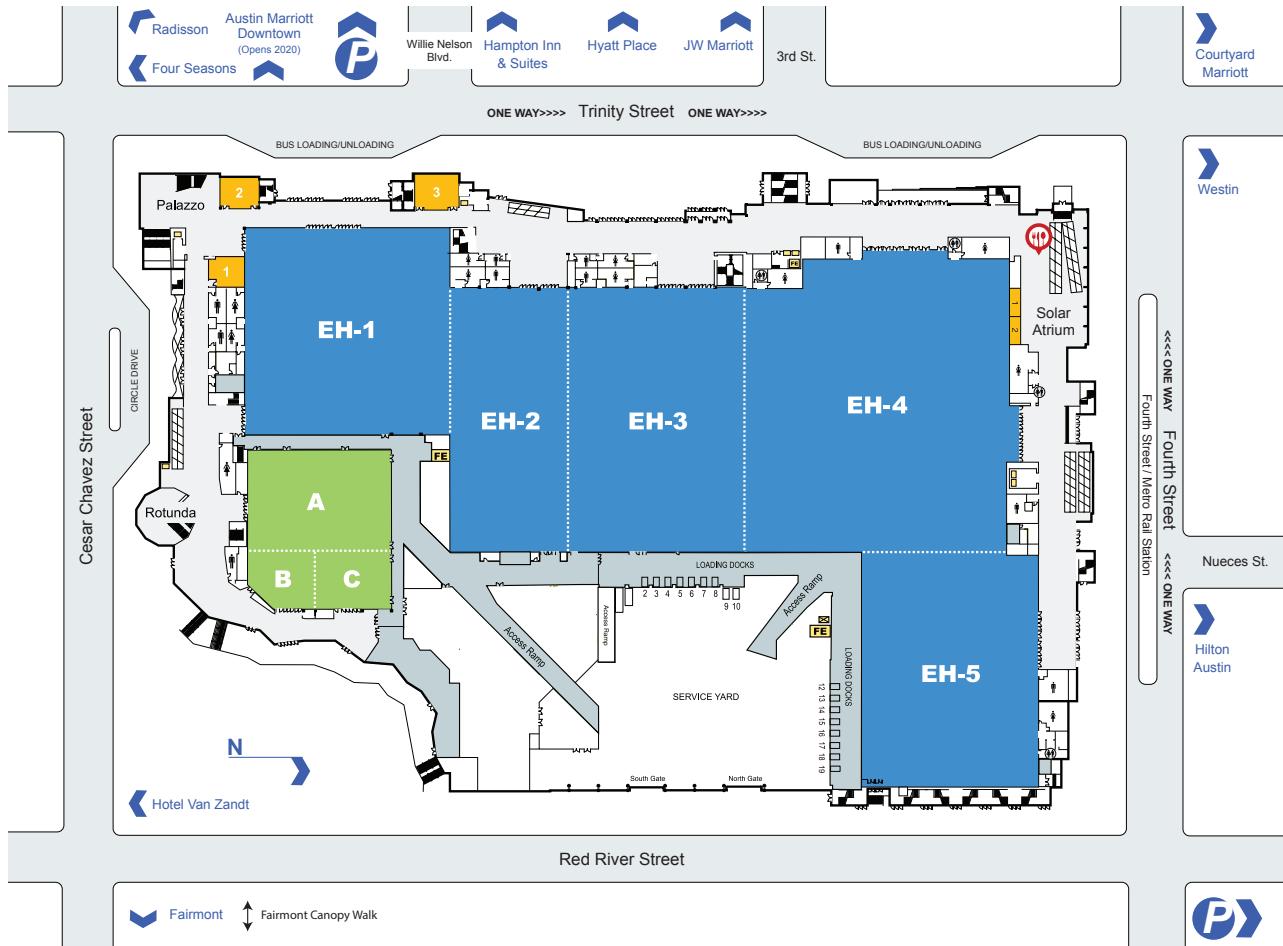 Radisson
Austin Marriott
Downtown
(Opens 2020)
Four Seasons
P
Willie Nelson
Blvd.
Hampton Inn
& Suites
Hyatt Place
JW Marriott
3rd St.
Courtyard
Marriott
ONE WAY>>>> Trinity Street ONE WAY>>>>
BUS LOADING/UNLOADING
BUS LOADING/UNLOADING
Westin
Palazzo
2
3
1
FE
1
2
Solar
Atrium
EH-1
EH-2
EH-3
EH-4
EH-5
CIRCLE DRIVE
Cesar Chavez Street
Rotunda
FE
A
B
C
LOADING DOCKS
2
3
4
5
6
7
8
9
10
Access Ramp
Access Ramp
Access Ramp
FE
LOADING DOCKS
12
13
14
15
16
17
18
19
SERVICE YARD
South Gate
North Gate
<<<< ONE WAY Fourth Street <<<< ONE WAY
Fourth Street / Metro Rail Station
Nueces St.
Hilton
Austin
N
Hotel Van Zandt
Red River Street
Fairmont
Fairmont Canopy Walk
P